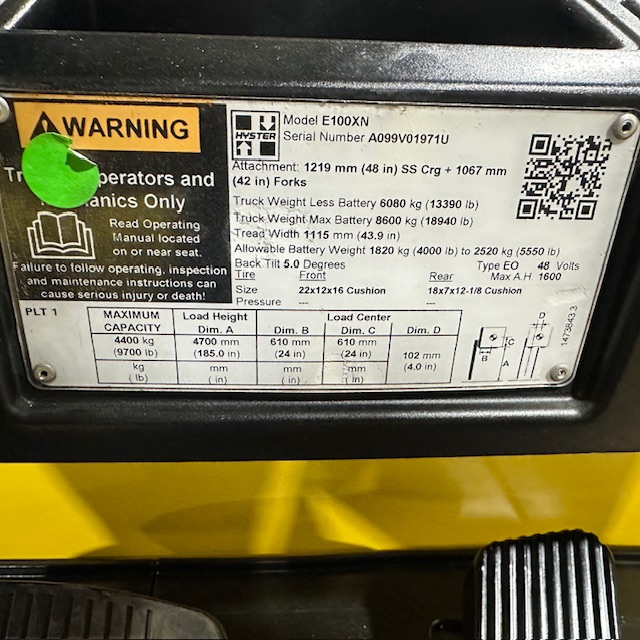 WARNING
Operators and
Mechanics Only
Read Operating
Manual located
on or near seat.
Failure to follow operating, inspection
and maintenance instructions can
cause serious injury or death!
HYSTER
Model E100XN
Serial Number A099V01971U
Attachment: 1219 mm (48 in) SS Crg + 1067 mm
(42 in) Forks
Truck Weight Less Battery 6080 kg (13390 lb)
Truck Weight Max Battery 8600 kg (18940 lb)
Tread Width 1115 mm (43.9 in)
Allowable Battery Weight 1820 kg (4000 lb) to 2520 kg (5550 lb)
Back Tilt 5.0 Degrees Type EO 48 Volts
Tire Front Rear Max A.H. 1600
Size 22x12x16 Cushion 18x7x12-1/8 Cushion
Pressure --- ---
PLT 1
MAXIMUM CAPACITY Load Height Load Center
Dim. A Dim. B Dim. C Dim. D
4400 kg 4700 mm 610 mm 610 mm 102 mm
(9700 lb) (185.0 in) (24 in) (24 in) (4.0 in)
kg mm mm mm
( lb) ( in) ( in) ( in)
D
C
B
A
1473843.3